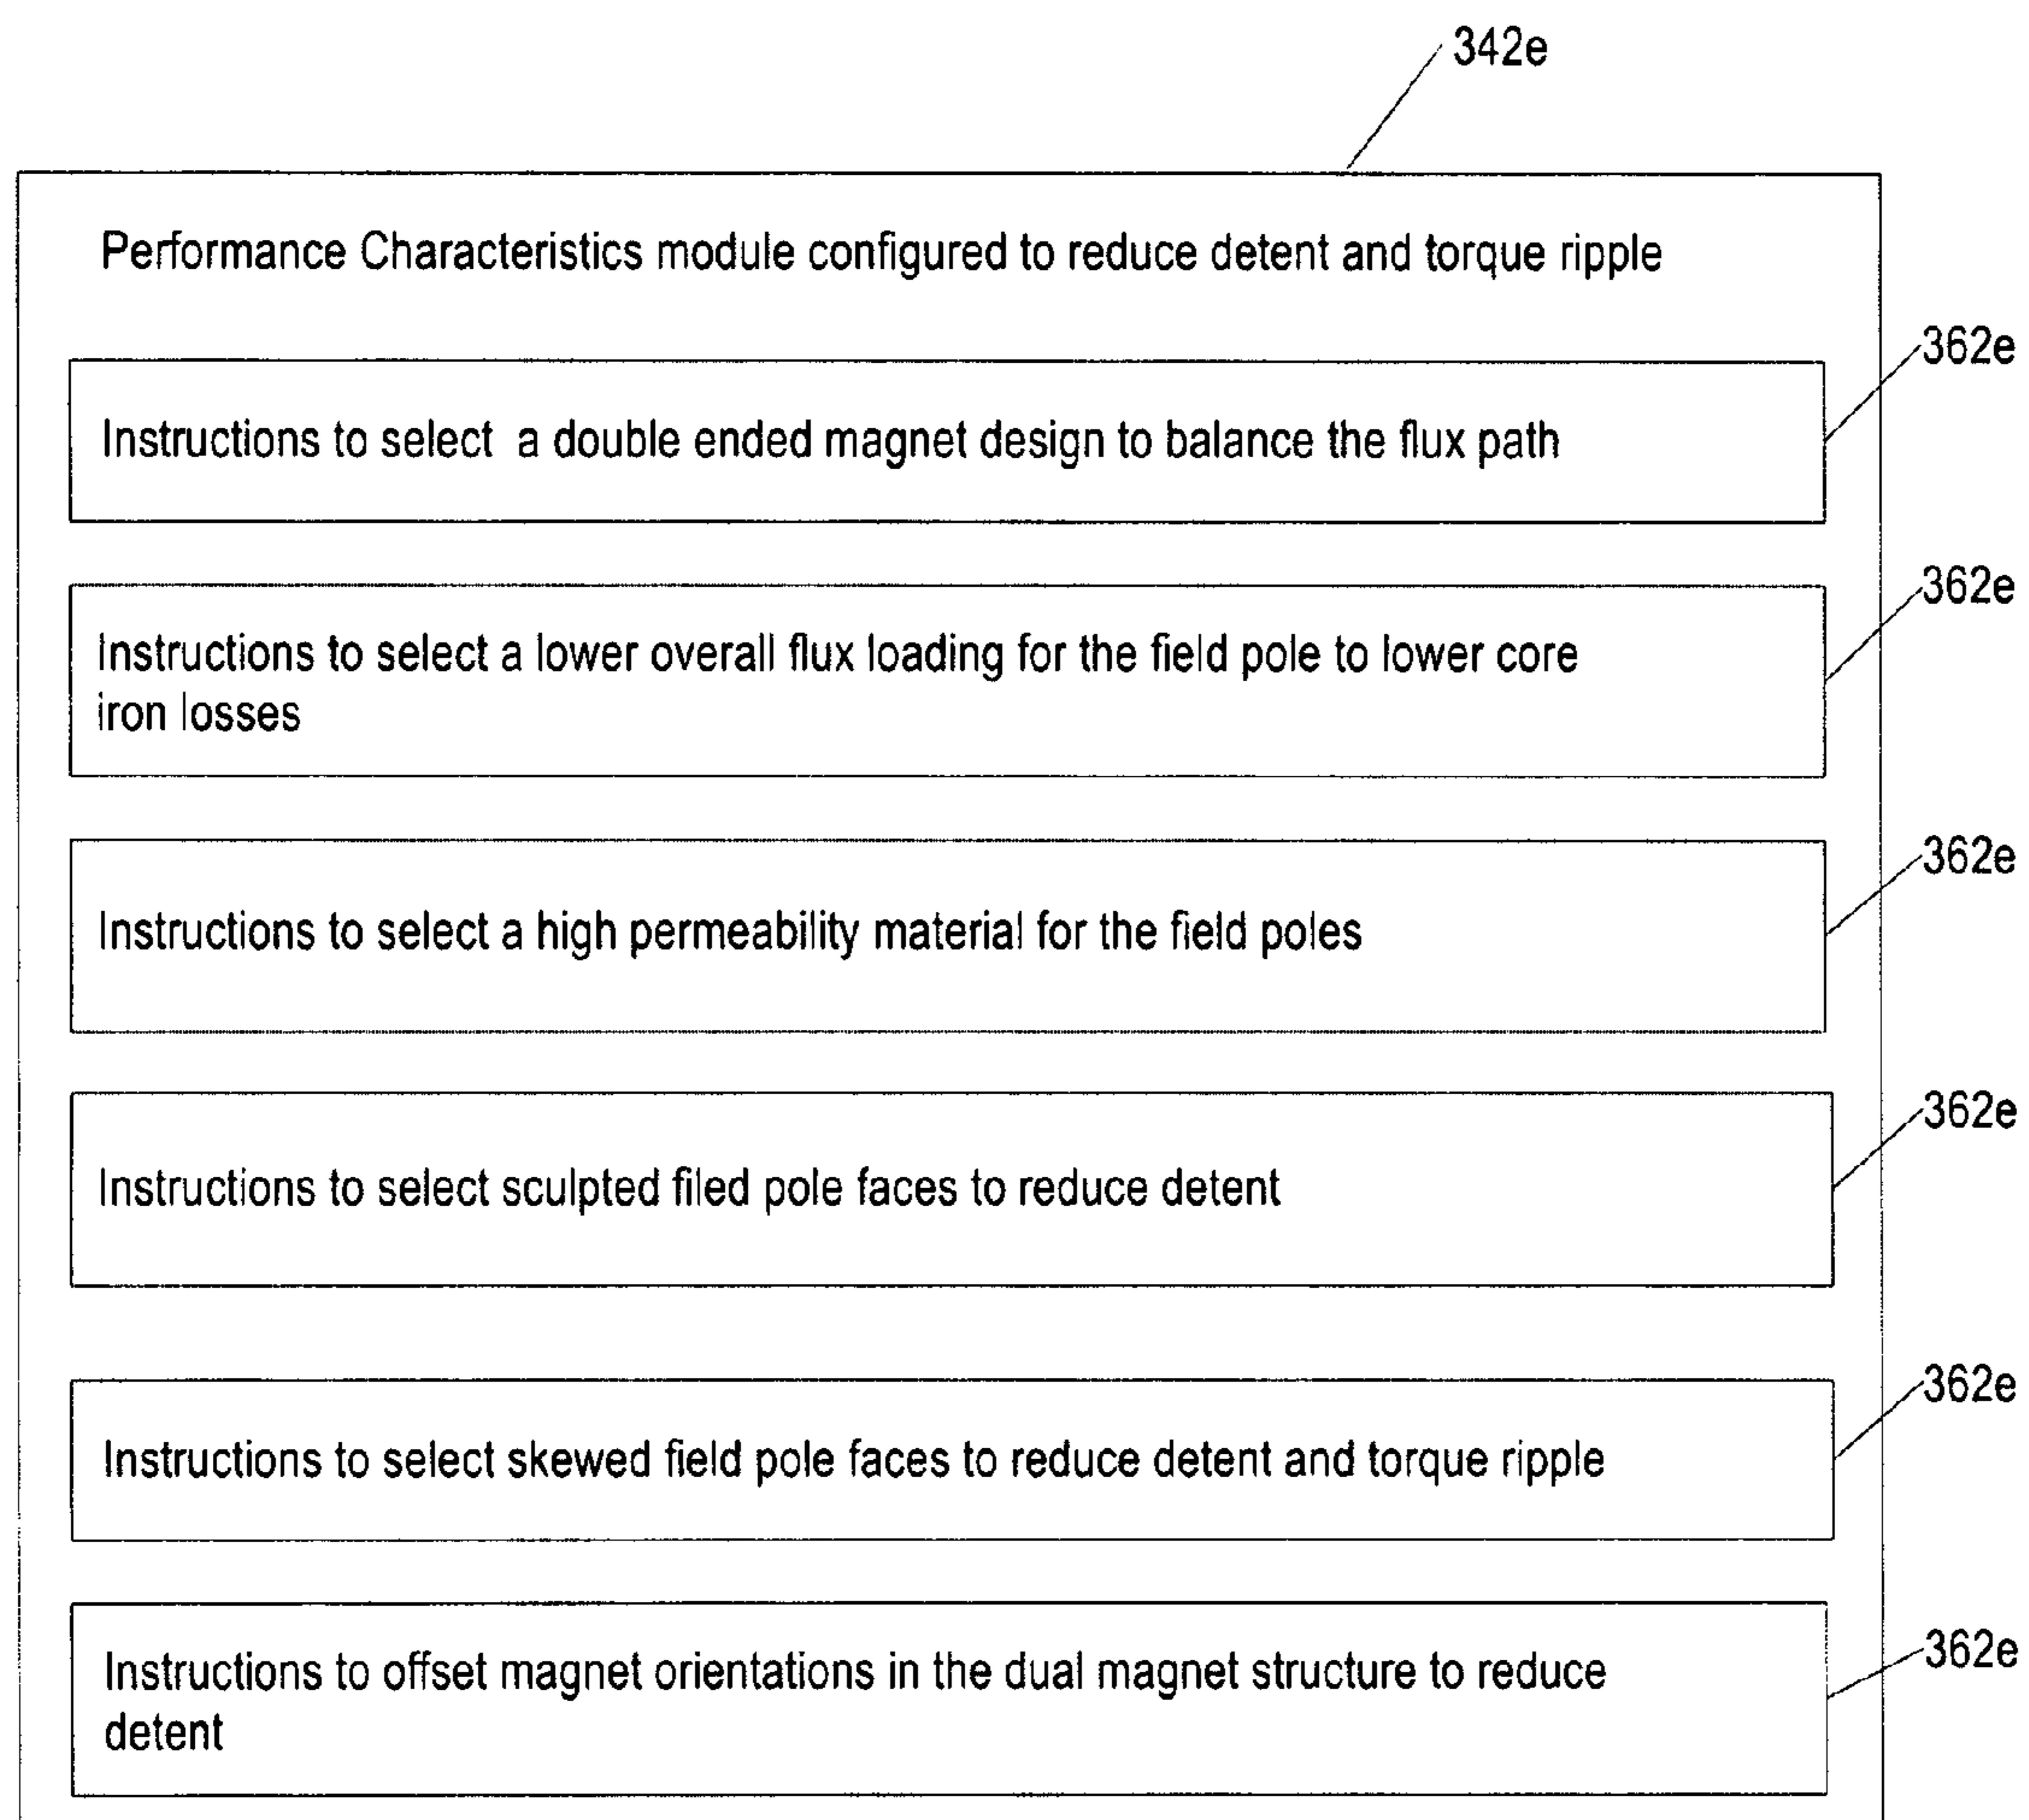 342e
Performance Characteristics module configured to reduce detent and torque ripple
362e
Instructions to select a double ended magnet design to balance the flux path
362e
Instructions to select a lower overall flux loading for the field pole to lower core
iron losses
362e
Instructions to select a high permeability material for the field poles
362e
Instructions to select sculpted filed pole faces to reduce detent
362e
Instructions to select skewed field pole faces to reduce detent and torque ripple
362e
Instructions to offset magnet orientations in the dual magnet structure to reduce
detent